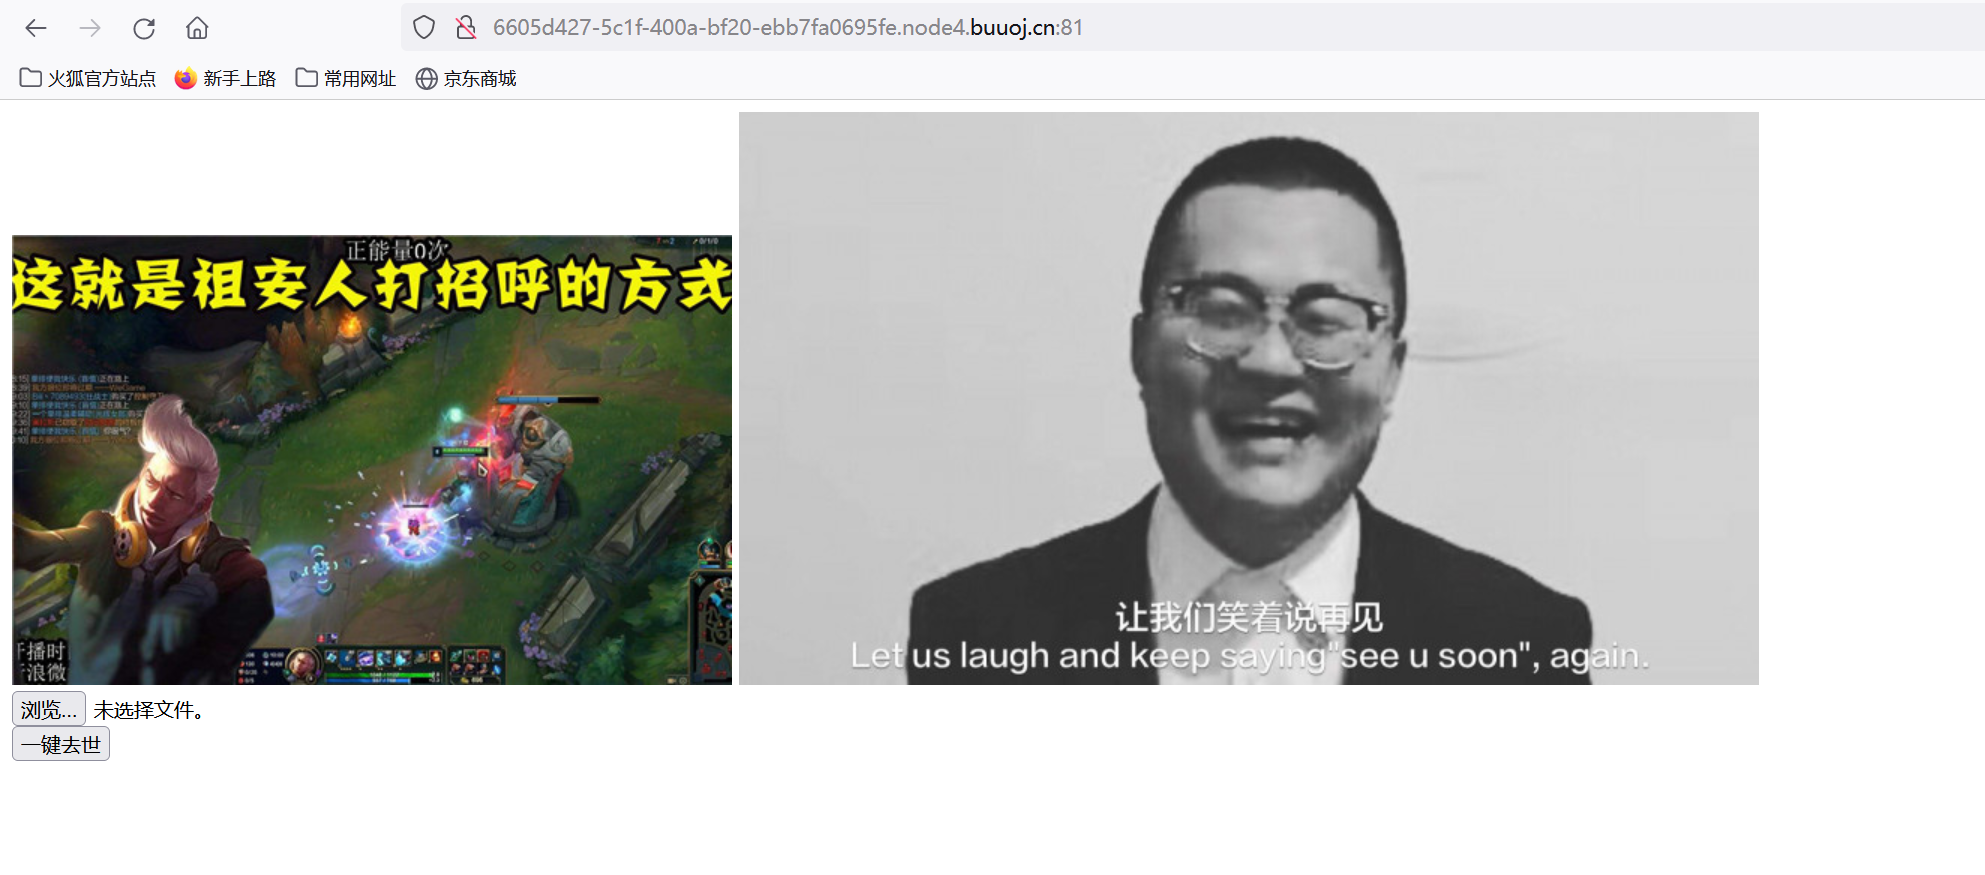 6605d427-5c1f-400a-bf20-ebb7fa0695fe.node4.buuoj.cn:81
火狐官方站点 新手上路 常用网址 京东商城
正能量0次
这就是祖安人打招呼的方式
开播时
新浪微
让我们笑着说再见
Let us laugh and keep saying"see u soon", again.
浏览... 未选择文件。
一键去世